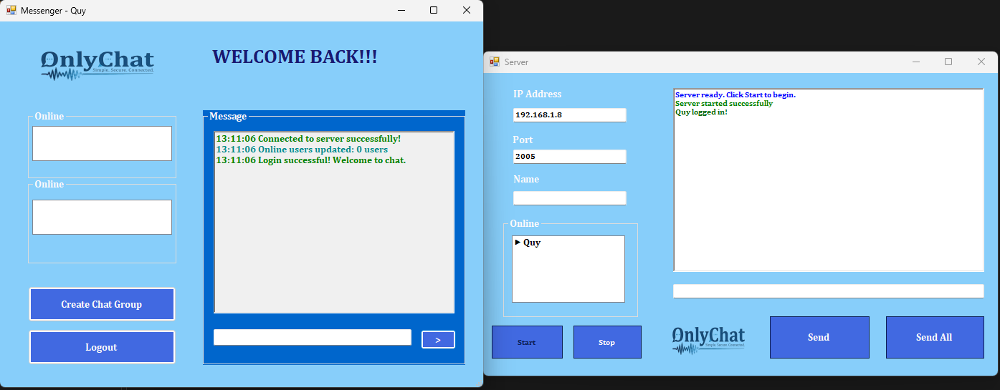 Messenger - Quy
OnlyChat
Simple. Secure. Connected.
WELCOME BACK!!!
Online
Online
Create Chat Group
Logout
Message
13:11:06 Connected to server successfully!
13:11:06 Online users updated: 0 users
13:11:06 Login successful! Welcome to chat.
>
Server
IP Address
192.168.1.8
Port
2005
Name
Online
Quy
Start
Stop
Server ready. Click Start to begin.
Server started successfully
Quy logged in!
OnlyChat
Simple. Secure. Connected.
Send
Send All